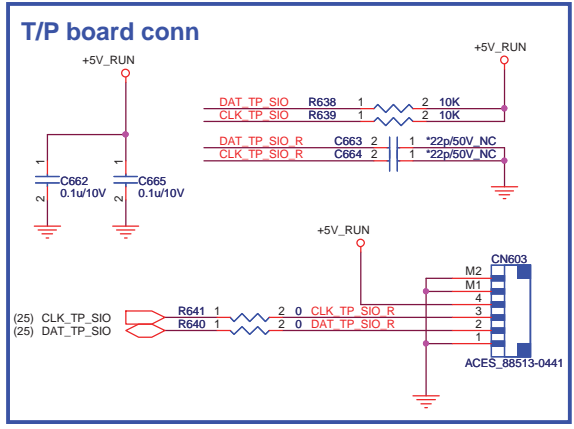 T/P board conn
+5V_RUN
+5V_RUN
DAT_TP_SIO R638 1 2 10K
CLK_TP_SIO R639 1 2 10K
DAT_TP_SIO_R C663 2 1 *22p/50V_NC
CLK_TP_SIO_R C664 2 1 *22p/50V_NC
1 1
C662 C665
0.1u/10V 0.1u/10V
2 2
+5V_RUN
CN603
M2
M1
4
(25) CLK_TP_SIO R641 1 2 0 CLK_TP_SIO_R 3
(25) DAT_TP_SIO R640 1 2 0 DAT_TP_SIO_R 2
1
ACES_88513-0441